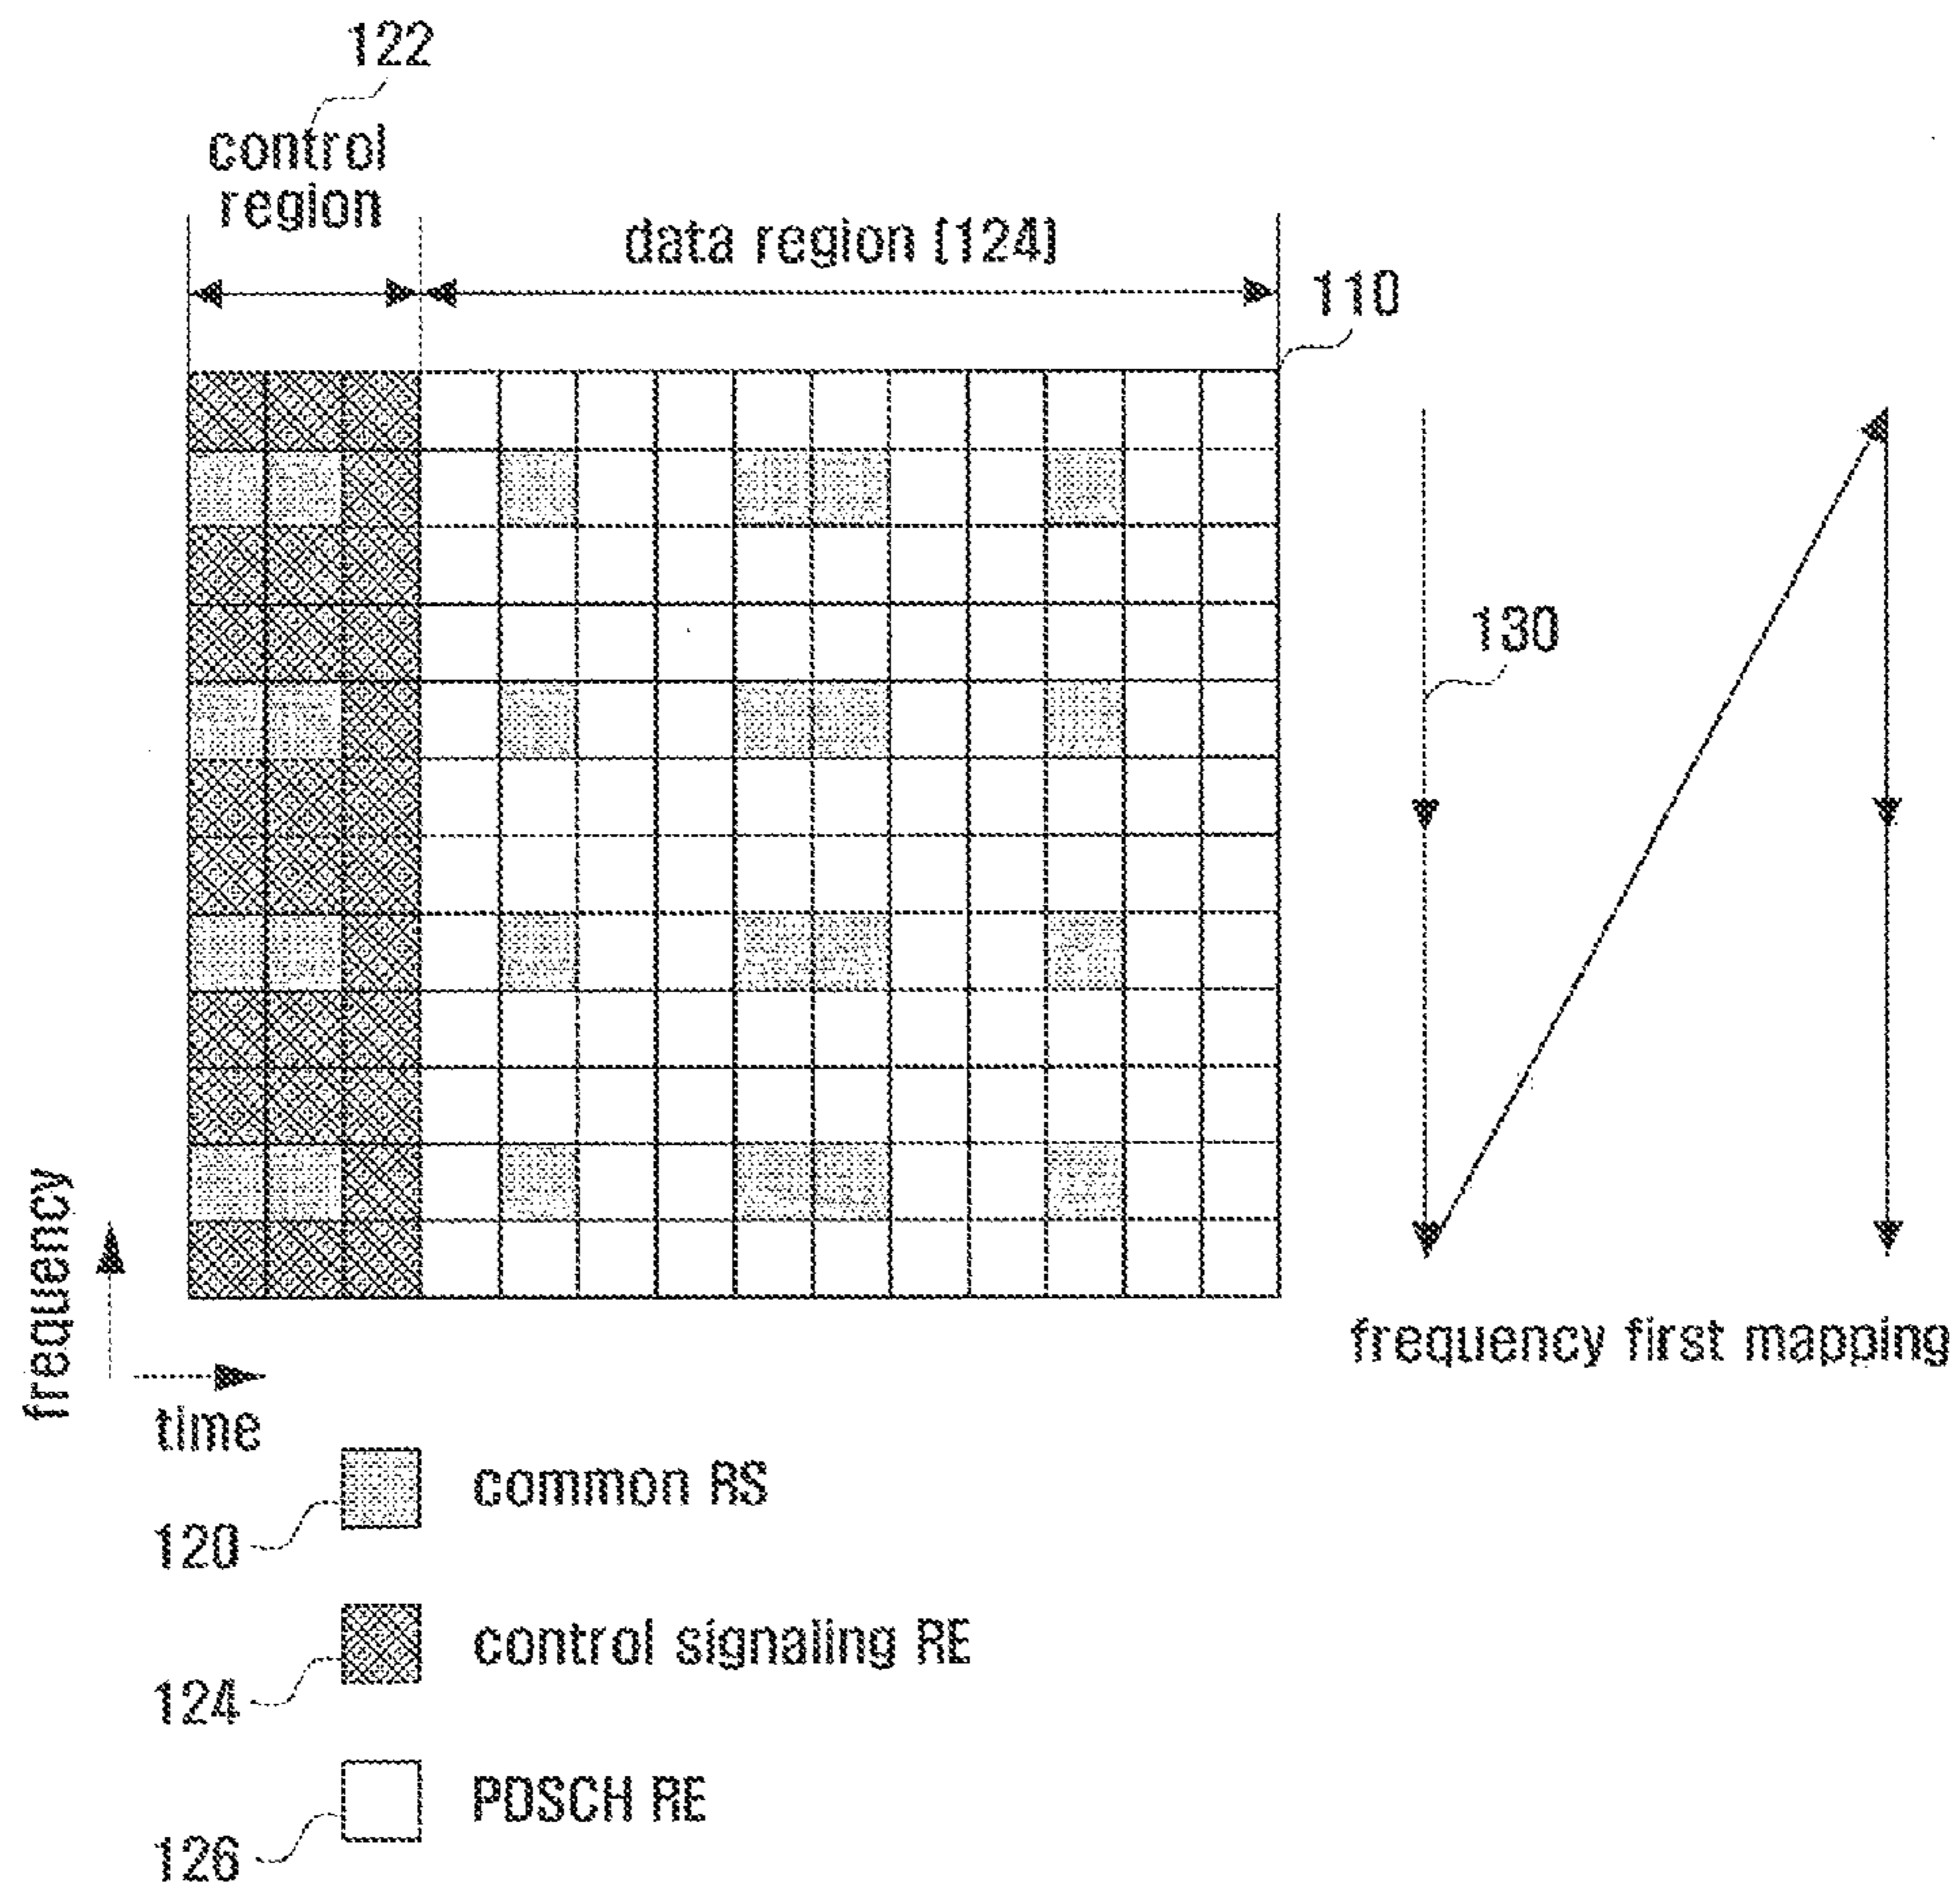 122
control
region
data region (124)
110
130
frequency first mapping
frequency
time
common RS
120
control signaling RE
124
PDSCH RE
126